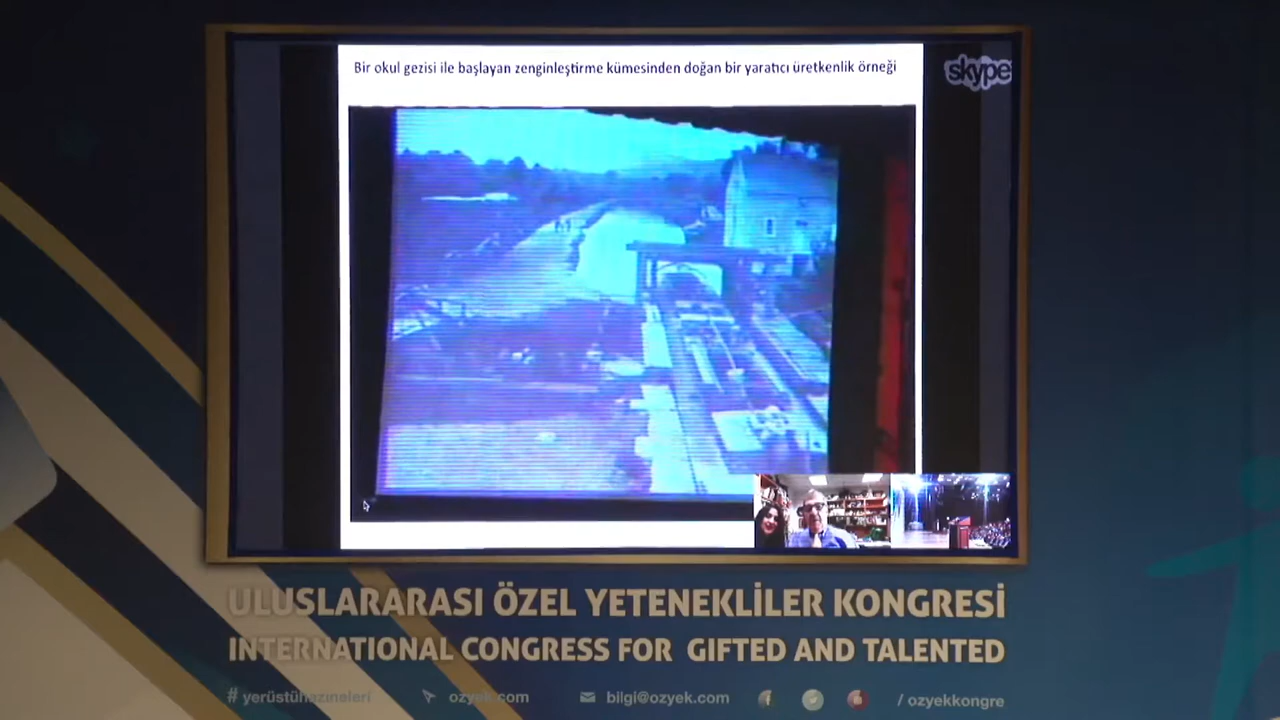 Bir okul gezisi ile başlayan zenginleştirme kümesinden doğan bir yaratıcı üretkenlik örneği
skype
ULUSLARARASI ÖZEL YETENEKLİLER KONGRESİ
INTERNATIONAL CONGRESS FOR GIFTED AND TALENTED
#yerüstühazineleri ozyek.com bilgi@ozyek.com /ozyekkongre